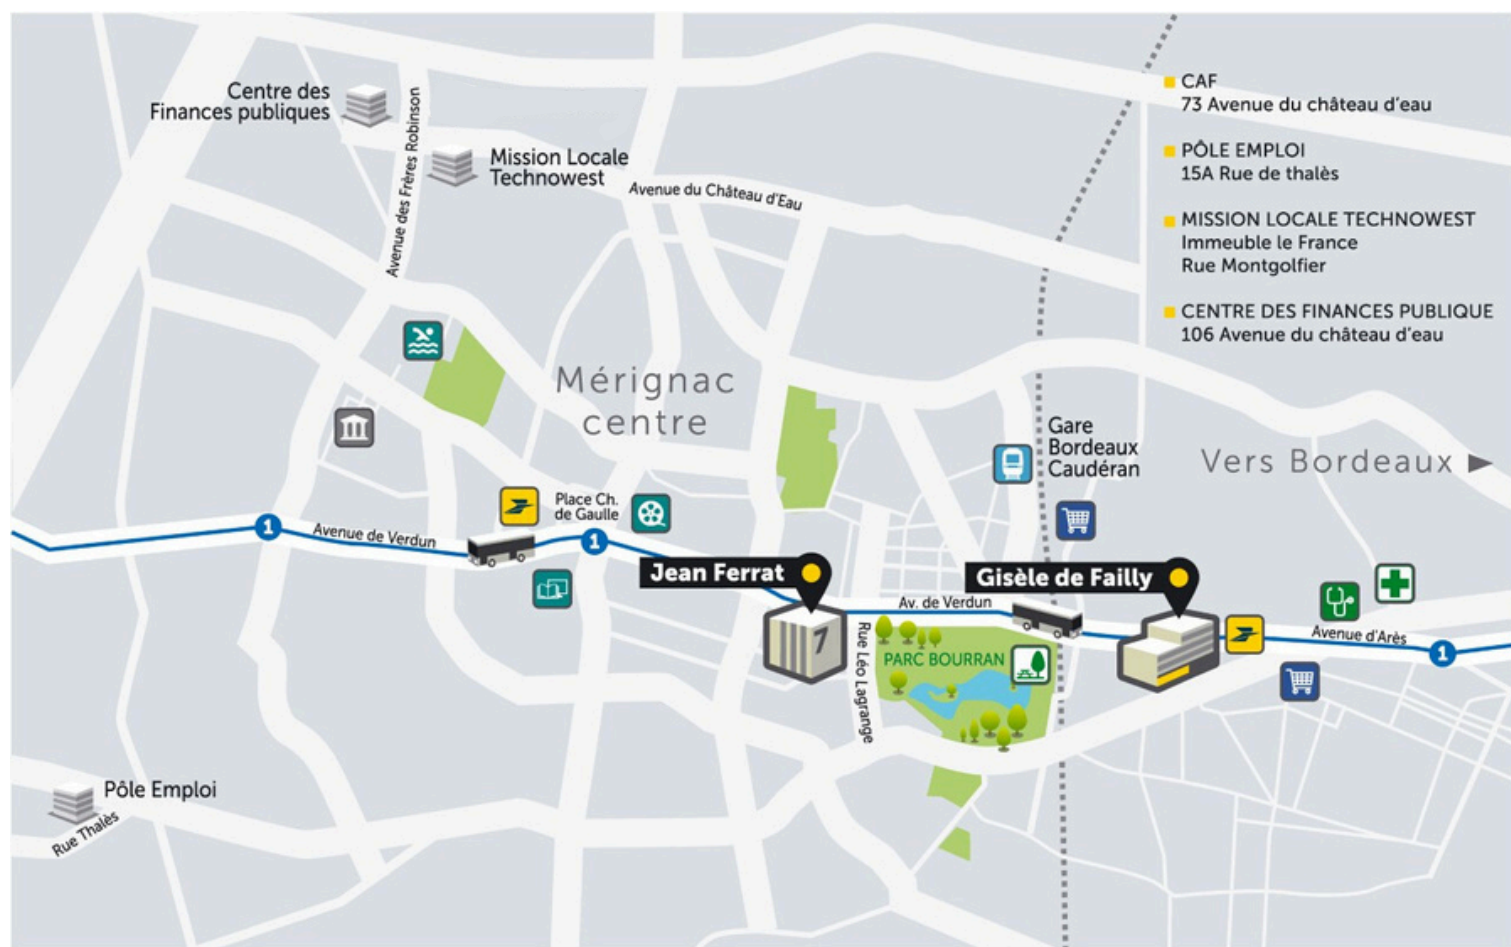 Centre des
Finances publiques
Avenue des Frères Robinson
Mission Locale
Technowest
Avenue du Château d'Eau
CAF
73 Avenue du château d'eau
PÔLE EMPLOI
15A Rue de thalès
MISSION LOCALE TECHNOWEST
Immeuble le France
Rue Montgolfier
CENTRE DES FINANCES PUBLIQUE
106 Avenue du château d'eau
Mérignac
centre
Gare
Bordeaux
Caudéran
Vers Bordeaux
Place Ch.
de Gaulle
1
Avenue de Verdun
1
Jean Ferrat
7
Gisèle de Failly
Av. de Verdun
Avenue d'Arès
1
Rue Léo Lagrange
PARC BOURRAN
Pôle Emploi
Rue Thalès